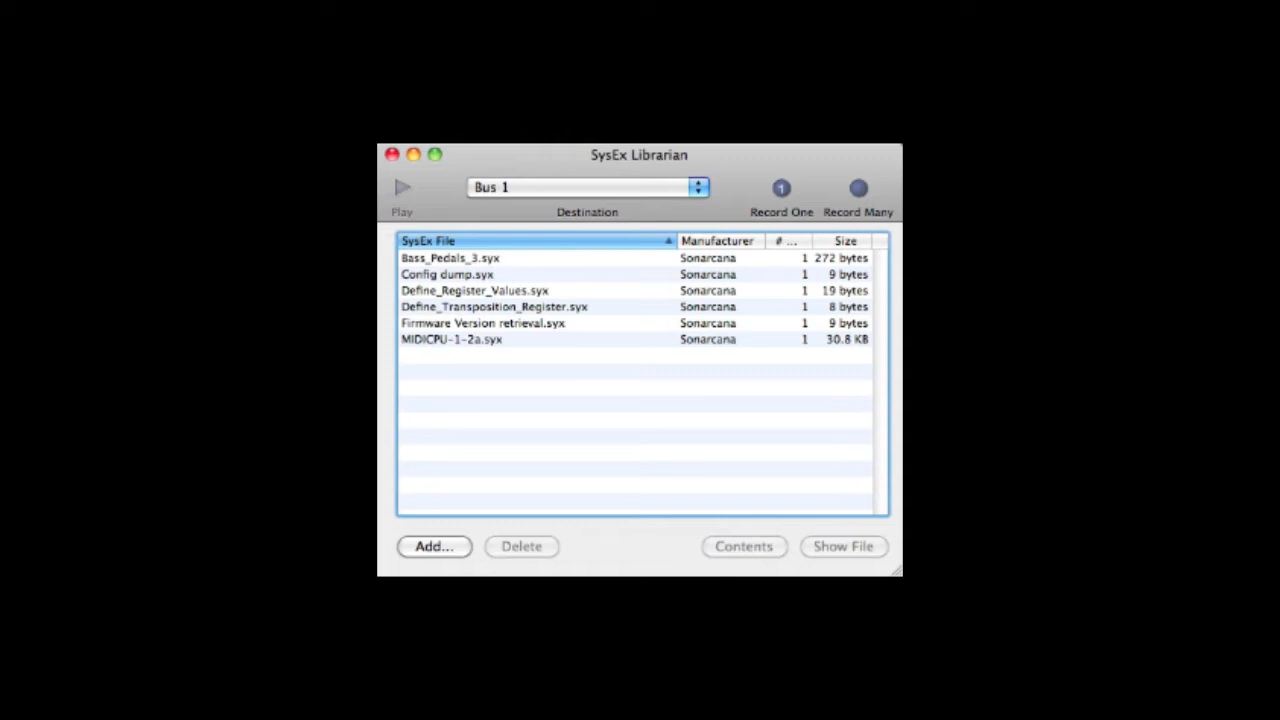 SysEx Librarian
Bus 1
1
Play Destination Record One Record Many
SysEx File Manufacturer # ... Size
Bass_Pedals_3.syx Sonarcana 1 272 bytes
Config dump.syx Sonarcana 1 9 bytes
Define_Register_Values.syx Sonarcana 1 19 bytes
Define_Transposition_Register.syx Sonarcana 1 8 bytes
Firmware Version retrieval.syx Sonarcana 1 9 bytes
MIDICPU-1-2a.syx Sonarcana 1 30.8 KB
Add... Delete Contents Show File